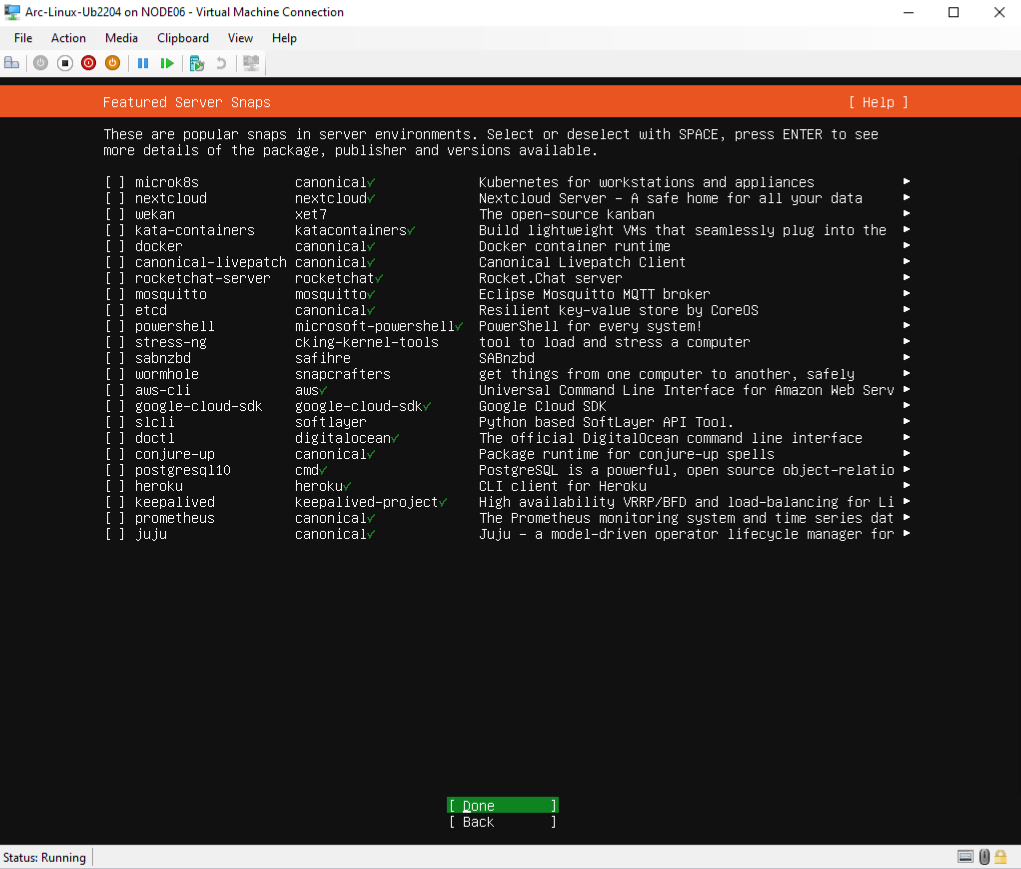 Arc-Linux-Ub2204 on NODE06 - Virtual Machine Connection
File Action Media Clipboard View Help
Featured Server Snaps [ Help ]
These are popular snaps in server environments. Select or deselect with SPACE, press ENTER to see
more details of the package, publisher and versions available.
[ ] microk8s canonical✓ Kubernetes for workstations and appliances ▸
[ ] nextcloud nextcloud✓ Nextcloud Server - A safe home for all your data ▸
[ ] wekan xet7 The open-source kanban ▸
[ ] kata-containers katacontainers✓ Build lightweight VMs that seamlessly plug into the ▸
[ ] docker canonical✓ Docker container runtime ▸
[ ] canonical-livepatch canonical✓ Canonical Livepatch Client ▸
[ ] rocketchat-server rocketchat✓ Rocket.Chat server ▸
[ ] mosquitto mosquitto✓ Eclipse Mosquitto MQTT broker ▸
[ ] etcd canonical✓ Resilient key-value store by CoreOS ▸
[ ] powershell microsoft-powershell✓ PowerShell for every system! ▸
[ ] stress-ng cking-kernel-tools tool to load and stress a computer ▸
[ ] sabnzbd safihre SABnzbd ▸
[ ] wormhole snapcrafters get things from one computer to another, safely ▸
[ ] aws-cli aws✓ Universal Command Line Interface for Amazon Web Serv ▸
[ ] google-cloud-sdk google-cloud-sdk✓ Google Cloud SDK ▸
[ ] slcli softlayer Python based SoftLayer API Tool. ▸
[ ] doctl digitalocean✓ The official DigitalOcean command line interface ▸
[ ] conjure-up canonical✓ Package runtime for conjure-up spells ▸
[ ] postgresql10 cmd✓ PostgreSQL is a powerful, open source object-relatio ▸
[ ] heroku heroku✓ CLI client for Heroku ▸
[ ] keepalived keepalived-project✓ High availability VRRP/BFD and load-balancing for Li ▸
[ ] prometheus canonical✓ The Prometheus monitoring system and time series dat ▸
[ ] juju canonical✓ Juju - a model-driven operator lifecycle manager for ▸
[ Done ]
[ Back ]
Status: Running